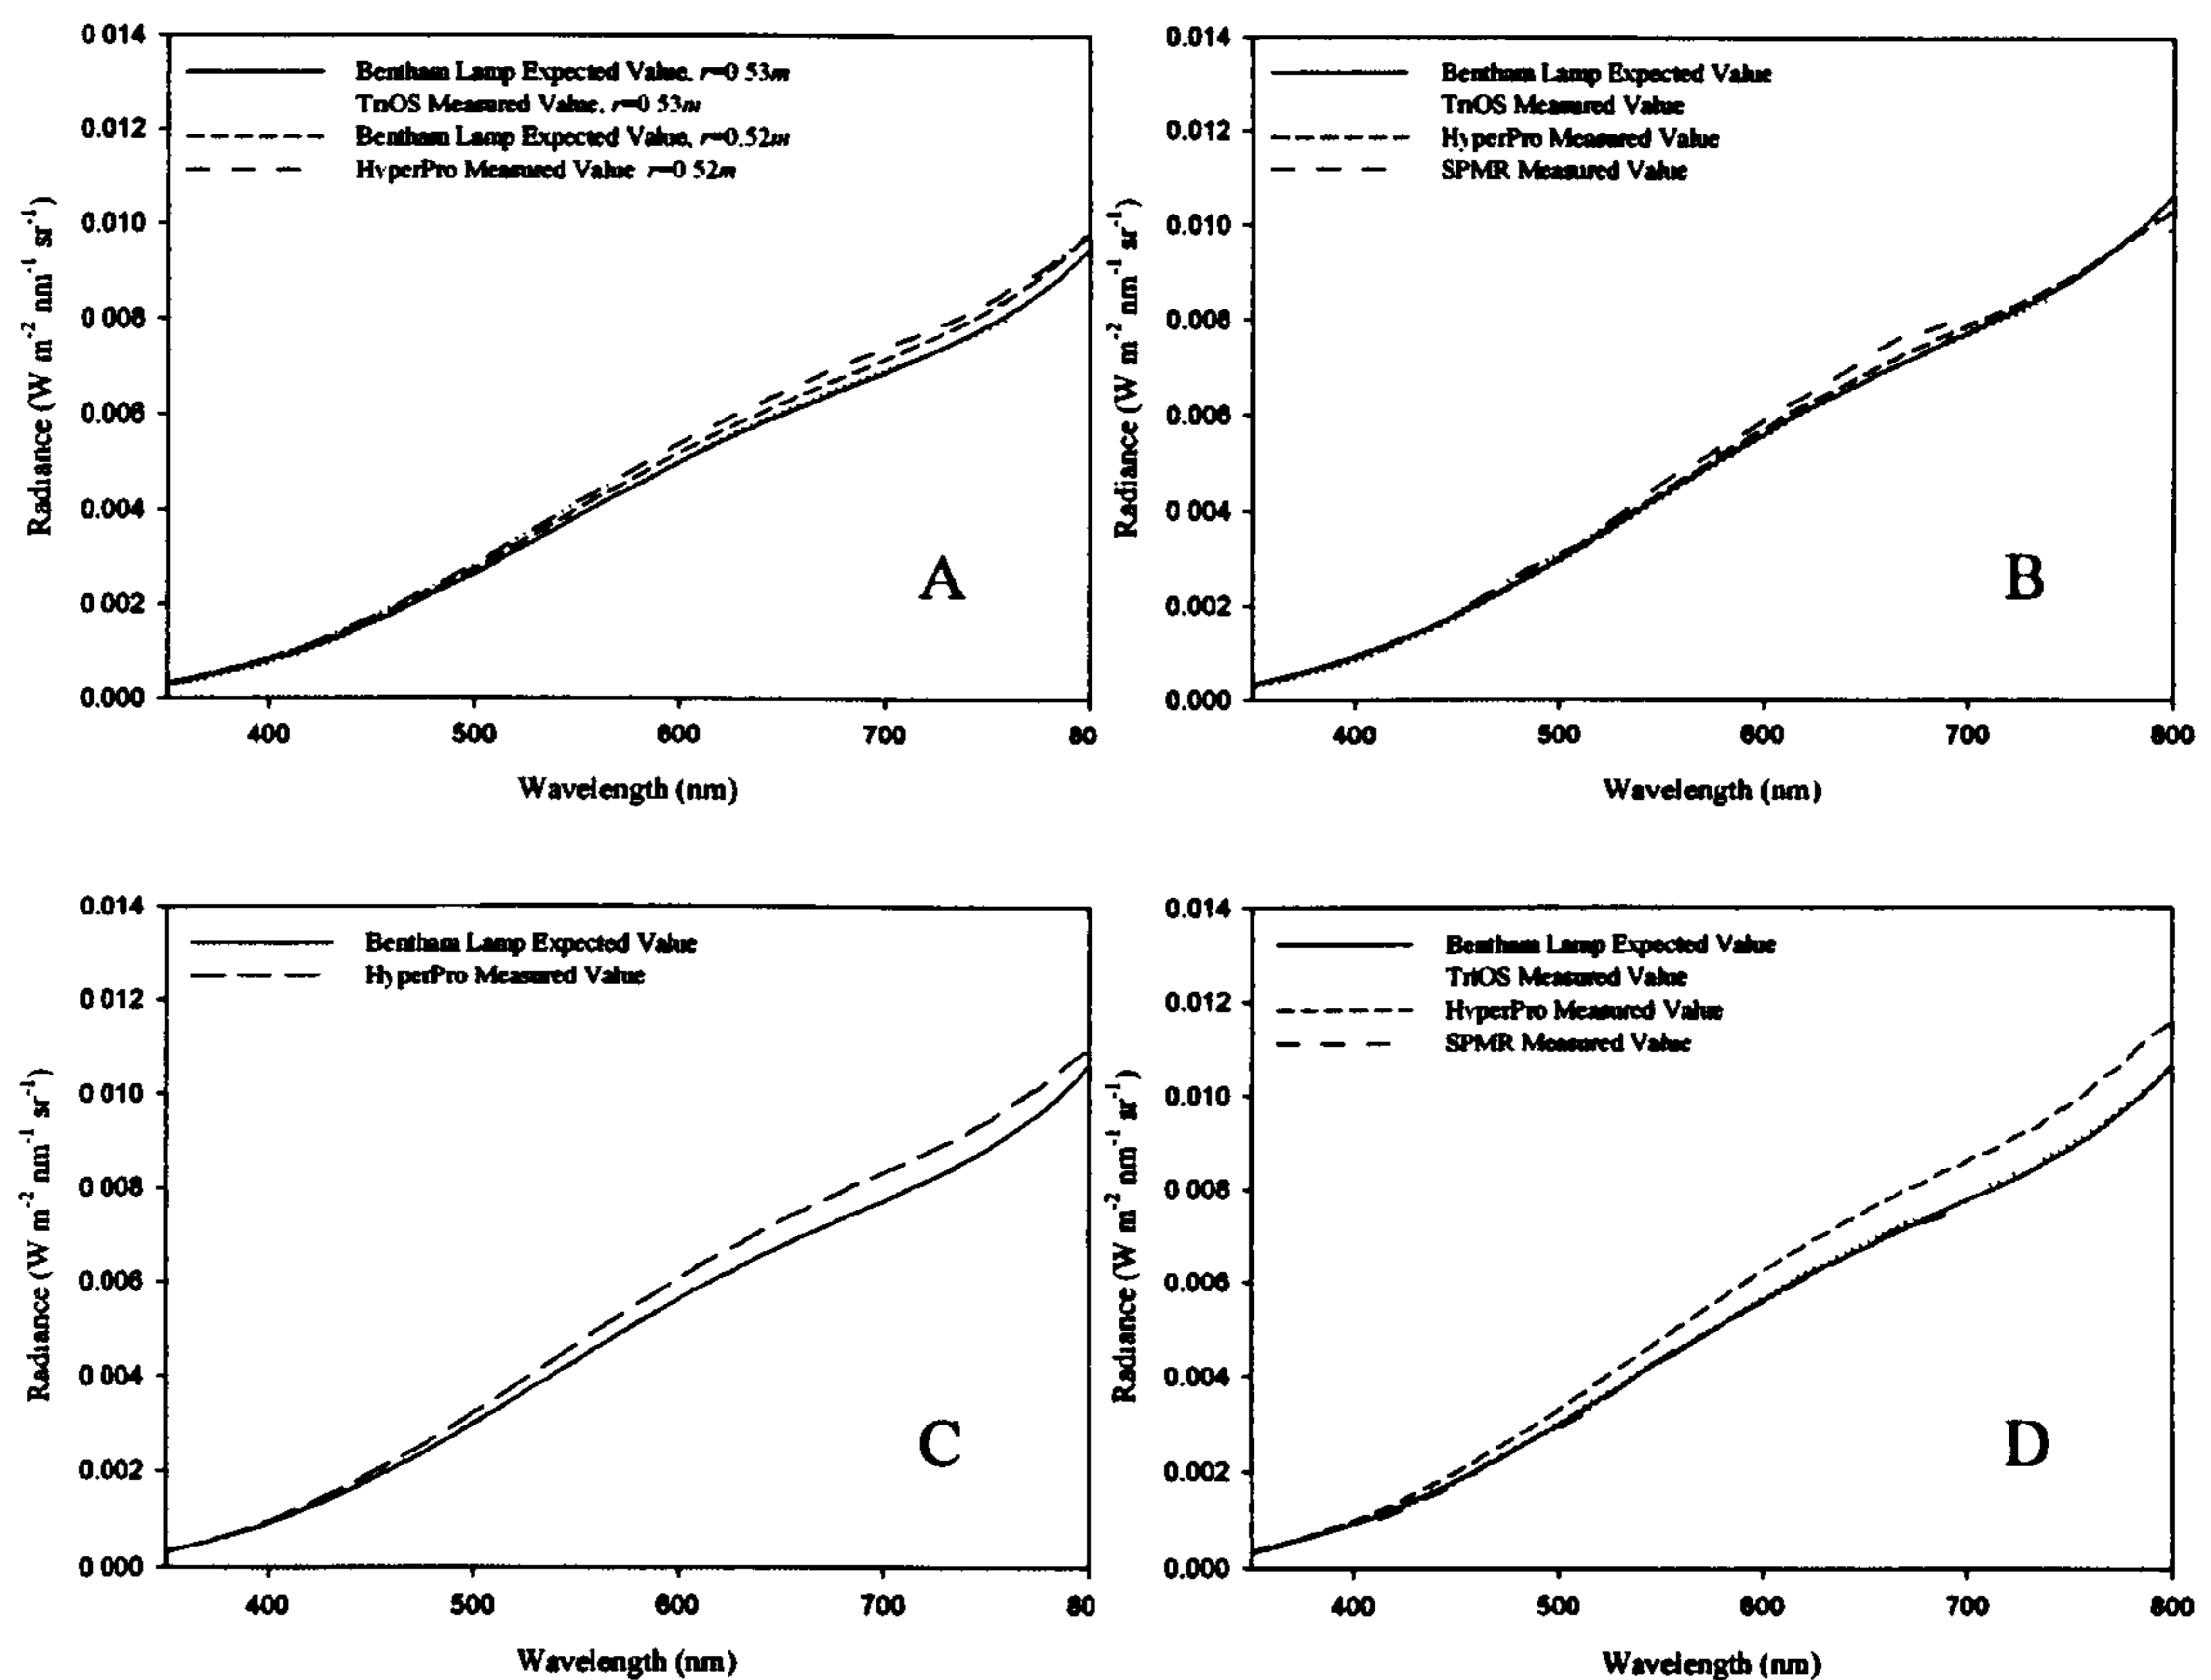 0.014
0.012
0.010
0.008
0.006
0.004
0.002
0.000
Radiance (W m-2 nm-1 sr-1)
Bentham Lamp Expected Value, r=0.53m
TriOS Measured Value, r=0.53m
Bentham Lamp Expected Value, r=0.52m
HyperPro Measured Value r=0.52m
A
400 500 600 700 80
Wavelength (nm)
0.014
0.012
0.010
0.008
0.006
0.004
0.002
0.000
Radiance (W m-2 nm-1 sr-1)
Bentham Lamp Expected Value
TriOS Measured Value
HyperPro Measured Value
SPMR Measured Value
B
400 500 600 700 800
Wavelength (nm)
0.014
0.012
0.010
0.008
0.006
0.004
0.002
0.000
Radiance (W m-2 nm-1 sr-1)
Bentham Lamp Expected Value
HyperPro Measured Value
C
400 500 600 700 80
Wavelength (nm)
0.014
0.012
0.010
0.008
0.006
0.004
0.002
0.000
Radiance (W m-2 nm-1 sr-1)
Bentham Lamp Expected Value
TriOS Measured Value
HyperPro Measured Value
SPMR Measured Value
D
400 500 600 700 800
Wavelength (nm)